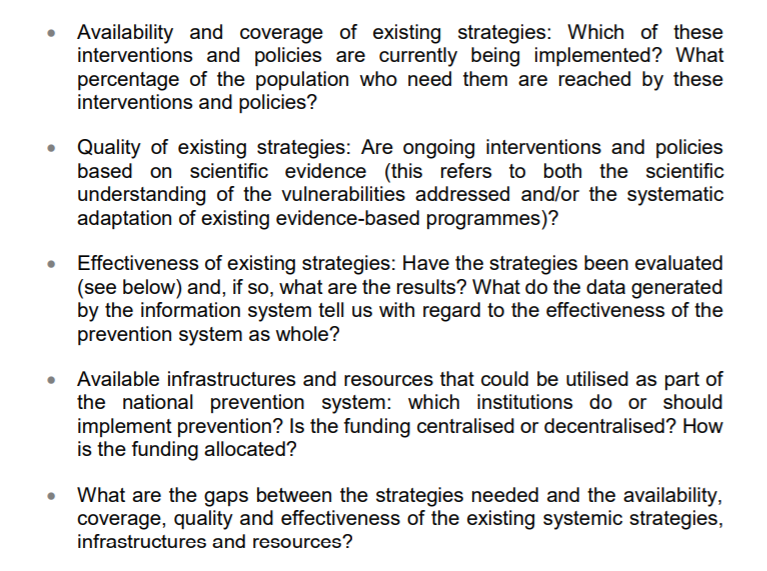 • Availability and coverage of existing strategies: Which of these
interventions and policies are currently being implemented? What
percentage of the population who need them are reached by these
interventions and policies?
• Quality of existing strategies: Are ongoing interventions and policies
based on scientific evidence (this refers to both the scientific
understanding of the vulnerabilities addressed and/or the systematic
adaptation of existing evidence-based programmes)?
• Effectiveness of existing strategies: Have the strategies been evaluated
(see below) and, if so, what are the results? What do the data generated
by the information system tell us with regard to the effectiveness of the
prevention system as whole?
• Available infrastructures and resources that could be utilised as part of
the national prevention system: which institutions do or should
implement prevention? Is the funding centralised or decentralised? How
is the funding allocated?
• What are the gaps between the strategies needed and the availability,
coverage, quality and effectiveness of the existing systemic strategies,
infrastructures and resources?